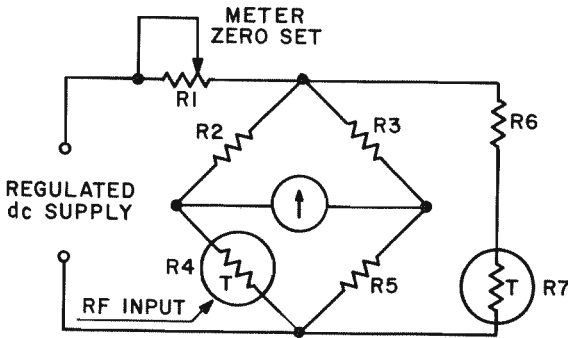 METER
ZERO SET
R1
R2
R3
R6
REGULATED
dc SUPPLY
R4
T
R5
T
R7
RF INPUT